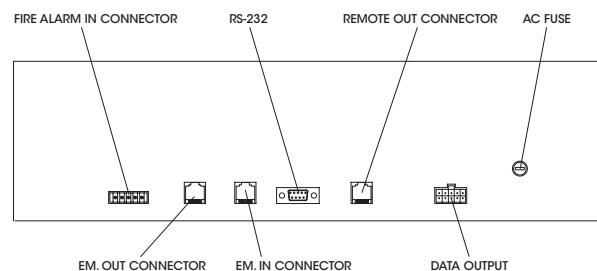 FIRE ALARM IN CONNECTOR
RS-232
REMOTE OUT CONNECTOR
AC FUSE
EM. OUT CONNECTOR
EM. IN CONNECTOR
DATA OUTPUT